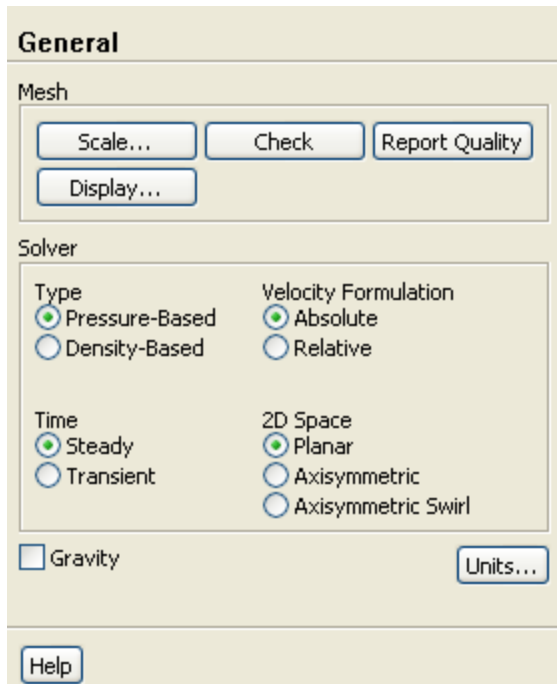 General
Mesh
Scale...
Check
Report Quality
Display...
Solver
Type
Pressure-Based
Density-Based
Velocity Formulation
Absolute
Relative
Time
Steady
Transient
2D Space
Planar
Axisymmetric
Axisymmetric Swirl
Gravity
Units...
Help